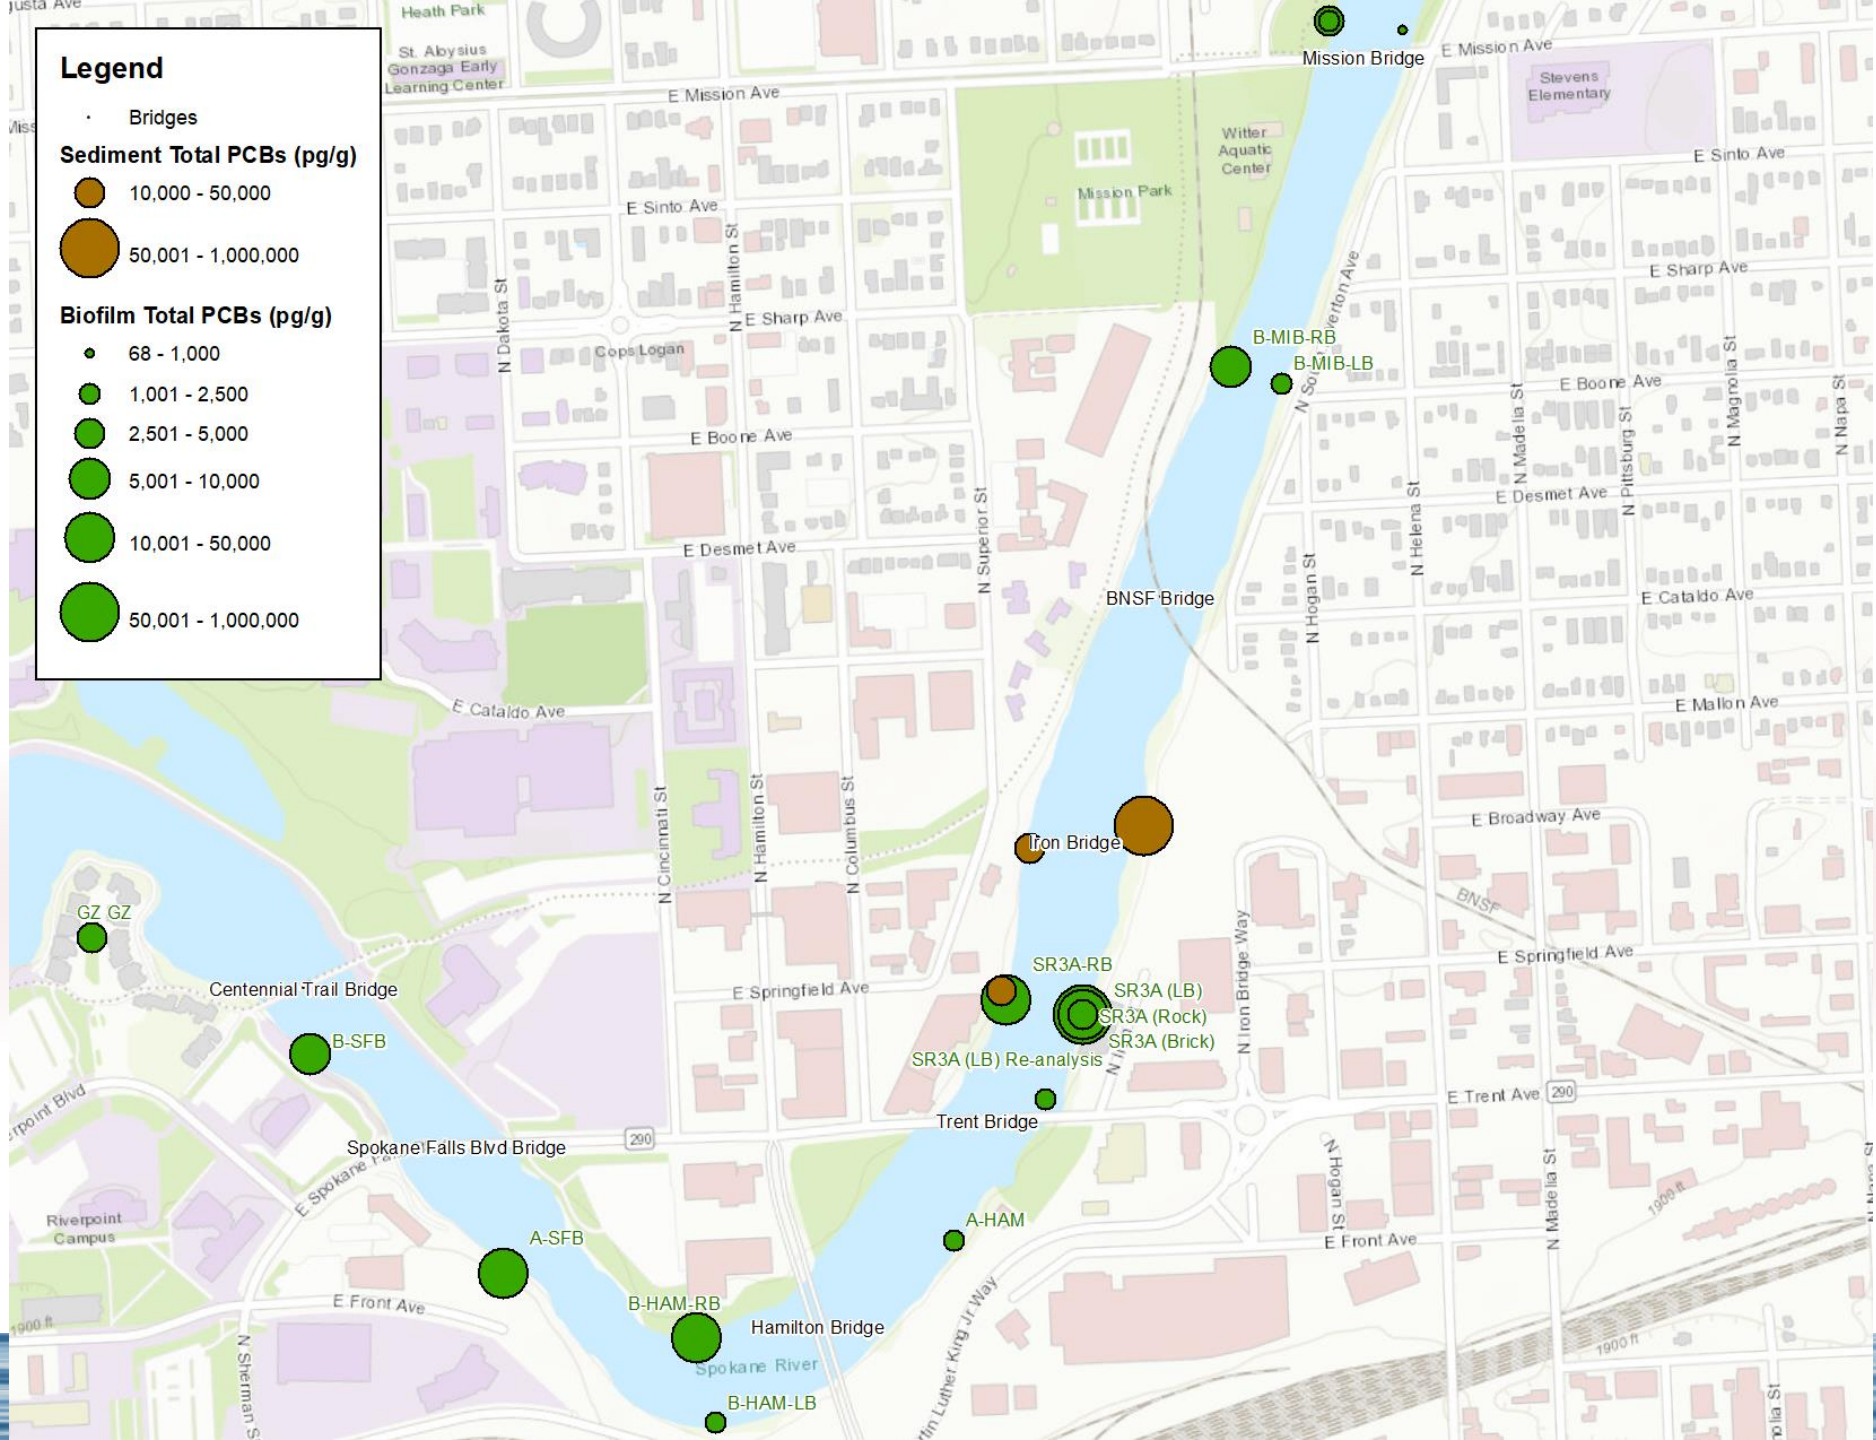 Legend
Bridges
Sediment Total PCBs (pg/g)
10,000 - 50,000
50,001 - 1,000,000
Biofilm Total PCBs (pg/g)
68 - 1,000
1,001 - 2,500
2,501 - 5,000
5,001 - 10,000
10,001 - 50,000
50,001 - 1,000,000
Heath Park
St. Aloysius
Gonzaga Early
Learning Center
E Mission Ave
Mission Bridge
E Mission Ave
Stevens
Elementary
Witter
Aquatic
Center
Mission Park
E Sinto Ave
E Sinto Ave
N Hamilton St
N Dakota St
E Sharp Ave
E Sharp Ave
Cops Logan
B-MIB-RB
B-MIB-LB
E Boone Ave
E Boone Ave
N Magnolia St
N Napa St
N Madelia St
N Pittsburg St
N Helena St
N Superior St
E Desmet Ave
E Desmet Ave
N Hogan St
BNSF Bridge
E Cataldo Ave
E Cataldo Ave
E Mallon Ave
N Cincinnati St
N Hamilton St
N Columbus St
Iron Bridge
E Broadway Ave
BNSF
GZ GZ
Centennial Trail Bridge
E Springfield Ave
E Springfield Ave
SR3A-RB
SR3A (LB)
SR3A (Rock)
SR3A (Brick)
SR3A (LB) Re-analysis
N Iron Bridge Way
B-SFB
Trent Bridge
E Trent Ave
290
290
Spokane Falls Blvd Bridge
E Spokane
Riverpoint
Campus
A-SFB
A-HAM
N Hogan St
N Madelia St
E Front Ave
E Front Ave
1900 ft
1900 ft
1900 ft
B-HAM-RB
Hamilton Bridge
Spokane River
B-HAM-LB
N Sherman S
tin Luther King Jr Way